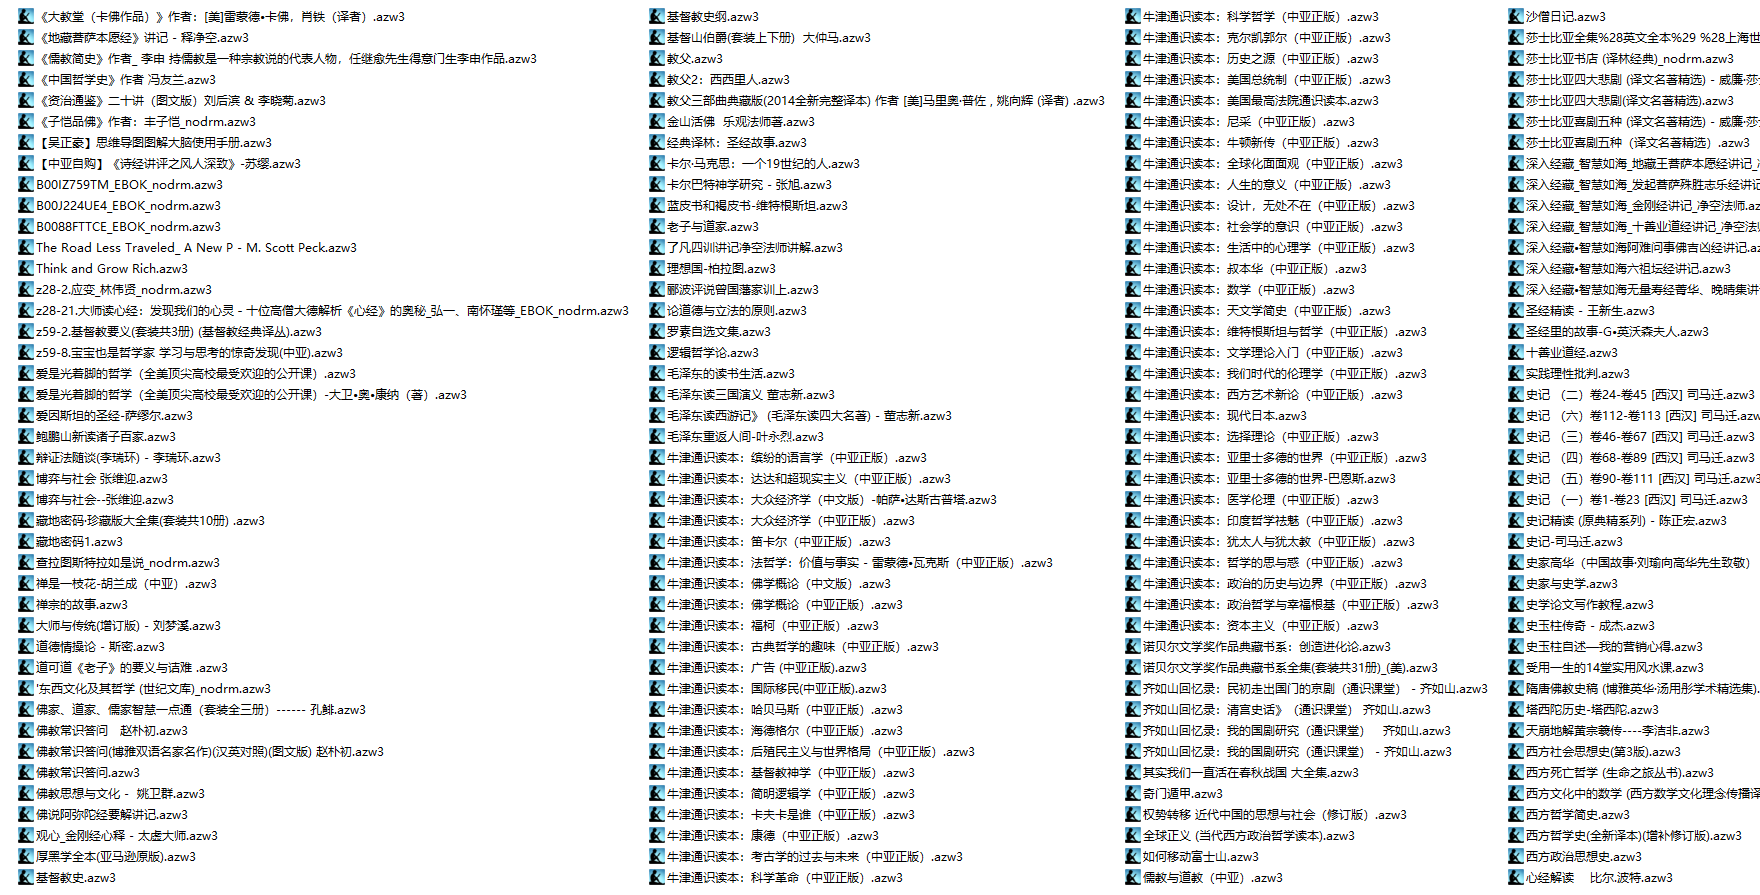 《大教堂（卡佛作品）》作者：[美]雷蒙德•卡佛，肖铁（译者）.azw3
《地藏菩萨本愿经》讲记 - 释净空.azw3
《儒教简史》作者_ 李申 持儒教是一种宗教说的代表人物，任继愈先生得意门生李申作品.azw3
《中国哲学史》作者 冯友兰.azw3
《资治通鉴》二十讲（图文版）刘后滨 & 李晓菊.azw3
《子恺品佛》作者：丰子恺_nodrm.azw3
【吴正豪】思维导图图解大脑使用手册.azw3
【中亚自购】《诗经讲评之风人深致》-苏缨.azw3
B00IZ759TM_EBOK_nodrm.azw3
B00J224UE4_EBOK_nodrm.azw3
B0088FTTCE_EBOK_nodrm.azw3
The Road Less Traveled_ A New P - M. Scott Peck.azw3
Think and Grow Rich.azw3
z28-2.应变_林伟贤_nodrm.azw3
z28-21.大师读心经：发现我们的心灵 - 十位高僧大德解析《心经》的奥秘_弘一、南怀瑾等_EBOK_nodrm.azw3
z59-2.基督教要义(套装共3册) (基督教经典译丛).azw3
z59-8.宝宝也是哲学家 学习与思考的惊奇发现(中亚).azw3
爱是光着脚的哲学（全美顶尖高校最受欢迎的公开课）.azw3
爱是光着脚的哲学（全美顶尖高校最受欢迎的公开课）-大卫•奥•康纳（著）.azw3
爱因斯坦的圣经-萨缪尔.azw3
鲍鹏山新读诸子百家.azw3
辩证法随谈(李瑞环) - 李瑞环.azw3
博弈与社会 张维迎.azw3
博弈与社会--张维迎.azw3
藏地密码·珍藏版大全集(套装共10册) .azw3
藏地密码1.azw3
查拉图斯特拉如是说_nodrm.azw3
禅是一枝花-胡兰成（中亚）.azw3
禅宗的故事.azw3
大师与传统(增订版) - 刘梦溪.azw3
道德情操论 - 斯密.azw3
道可道《老子》的要义与诘难 .azw3
'东西文化及其哲学 (世纪文库)_nodrm.azw3
佛家、道家、儒家智慧一点通（套装全三册）------ 孔鲱.azw3
佛教常识答问　赵朴初.azw3
佛教常识答问(博雅双语名家名作)(汉英对照)(图文版) 赵朴初.azw3
佛教常识答问.azw3
佛教思想与文化 - 姚卫群.azw3
佛说阿弥陀经要解讲记.azw3
观心_金刚经心释 - 太虚大师.azw3
厚黑学全本(亚马逊原版).azw3
基督教史.azw3
基督教史纲.azw3
基督山伯爵(套装上下册) 大仲马.azw3
教父.azw3
教父2：西西里人.azw3
教父三部曲典藏版(2014全新完整译本) 作者 [美]马里奥·普佐 , 姚向辉 (译者) .azw3
金山活佛 乐观法师著.azw3
经典译林：圣经故事.azw3
卡尔·马克思：一个19世纪的人.azw3
卡尔巴特神学研究 - 张旭.azw3
蓝皮书和褐皮书-维特根斯坦.azw3
老子与道家.azw3
了凡四训讲记净空法师讲解.azw3
理想国-柏拉图.azw3
郦波评说曾国藩家训上.azw3
论道德与立法的原则.azw3
罗素自选文集.azw3
逻辑哲学论.azw3
毛泽东的读书生活.azw3
毛泽东读三国演义 董志新.azw3
毛泽东读西游记》 (毛泽东读四大名著) - 董志新.azw3
毛泽东重返人间-叶永烈.azw3
牛津通识读本：缤纷的语言学（中亚正版）.azw3
牛津通识读本：达达和超现实主义（中亚正版）.azw3
牛津通识读本：大众经济学（中文版）-帕萨•达斯古普塔.azw3
牛津通识读本：大众经济学（中亚正版）.azw3
牛津通识读本：笛卡尔（中亚正版）.azw3
牛津通识读本：法哲学：价值与事实 - 雷蒙德•瓦克斯（中亚正版）.azw3
牛津通识读本：佛学概论（中文版）.azw3
牛津通识读本：佛学概论（中亚正版）.azw3
牛津通识读本：福柯（中亚正版）.azw3
牛津通识读本：古典哲学的趣味（中亚正版）.azw3
牛津通识读本：广告 (中亚正版).azw3
牛津通识读本：国际移民(中亚正版).azw3
牛津通识读本：哈贝马斯（中亚正版）.azw3
牛津通识读本：海德格尔（中亚正版）.azw3
牛津通识读本：后殖民主义与世界格局（中亚正版）.azw3
牛津通识读本：基督教神学（中亚正版）.azw3
牛津通识读本：简明逻辑学（中亚正版）.azw3
牛津通识读本：卡夫卡是谁（中亚正版）.azw3
牛津通识读本：康德（中亚正版）.azw3
牛津通识读本：考古学的过去与未来（中亚正版）.azw3
牛津通识读本：科学革命（中亚正版）.azw3
牛津通识读本：科学哲学（中亚正版）.azw3
牛津通识读本：克尔凯郭尔（中亚正版）.azw3
牛津通识读本：历史之源（中亚正版）.azw3
牛津通识读本：美国总统制（中亚正版）.azw3
牛津通识读本：美国最高法院通识读本.azw3
牛津通识读本：尼采（中亚正版）.azw3
牛津通识读本：牛顿新传（中亚正版）.azw3
牛津通识读本：全球化面面观（中亚正版）.azw3
牛津通识读本：人生的意义（中亚正版）.azw3
牛津通识读本：设计，无处不在（中亚正版）.azw3
牛津通识读本：社会学的意识（中亚正版）.azw3
牛津通识读本：生活中的心理学（中亚正版）.azw3
牛津通识读本：叔本华（中亚正版）.azw3
牛津通识读本：数学（中亚正版）.azw3
牛津通识读本：天文学简史（中亚正版）.azw3
牛津通识读本：维特根斯坦与哲学（中亚正版）.azw3
牛津通识读本：文学理论入门（中亚正版）.azw3
牛津通识读本：我们时代的伦理学（中亚正版）.azw3
牛津通识读本：西方艺术新论（中亚正版）.azw3
牛津通识读本：现代日本.azw3
牛津通识读本：选择理论（中亚正版）.azw3
牛津通识读本：亚里士多德的世界（中亚正版）.azw3
牛津通识读本：亚里士多德的世界-巴恩斯.azw3
牛津通识读本：医学伦理（中亚正版）.azw3
牛津通识读本：印度哲学祛魅（中亚正版）.azw3
牛津通识读本：犹太人与犹太教（中亚正版）.azw3
牛津通识读本：哲学的思与惑（中亚正版）.azw3
牛津通识读本：政治的历史与边界（中亚正版）.azw3
牛津通识读本：政治哲学与幸福根基（中亚正版）.azw3
牛津通识读本：资本主义（中亚正版）.azw3
诺贝尔文学奖作品典藏书系：创造进化论.azw3
诺贝尔文学奖作品典藏书系全集(套装共31册)_(美).azw3
齐如山回忆录：民初走出国门的京剧（通识课堂） - 齐如山.azw3
齐如山回忆录：清宫史话》（通识课堂） 齐如山.azw3
齐如山回忆录：我的国剧研究（通识课堂）　齐如山.azw3
齐如山回忆录：我的国剧研究（通识课堂） - 齐如山.azw3
其实我们一直活在春秋战国 大全集.azw3
奇门遁甲.azw3
权势转移 近代中国的思想与社会（修订版）.azw3
全球正义 (当代西方政治哲学读本).azw3
如何移动富士山.azw3
儒教与道教（中亚）.azw3
沙僧日记.azw3
莎士比亚全集%28英文全本%29 %28上海世
莎士比亚书店 (译林经典)_nodrm.azw3
莎士比亚四大悲剧 (译文名著精选) - 威廉·莎
莎士比亚四大悲剧 (译文名著精选).azw3
莎士比亚喜剧五种 (译文名著精选) - 威廉·莎
莎士比亚喜剧五种（译文名著精选）.azw3
深入经藏_智慧如海_地藏王菩萨本愿经讲记_
深入经藏_智慧如海_发起菩萨殊胜志乐经讲记
深入经藏_智慧如海_金刚经讲记_净空法师.az
深入经藏_智慧如海_十善业道经讲记_净空法
深入经藏•智慧如海阿难问事佛吉凶经讲记.a
深入经藏•智慧如海六祖坛经讲记.azw3
深入经藏•智慧如海无量寿经菁华、晚晴集讲
圣经精读 - 王新生.azw3
圣经里的故事-G•英沃森夫人.azw3
十善业道经.azw3
实践理性批判.azw3
史记 （二）卷24-卷45 [西汉] 司马迁.azw3
史记 （六）卷112-卷113 [西汉] 司马迁.azw
史记 （三）卷46-卷67 [西汉] 司马迁.azw3
史记 （四）卷68-卷89 [西汉] 司马迁.azw3
史记 （五）卷90-卷111 [西汉] 司马迁.azw3
史记 （一）卷1-卷23 [西汉] 司马迁.azw3
史记精读 (原典精系列) - 陈正宏.azw3
史记-司马迁.azw3
史家高华（中国故事·刘瑜向高华先生致敬）
史家与史学.azw3
史学论文写作教程.azw3
史玉柱传奇 - 成杰.azw3
史玉柱自述—我的营销心得.azw3
受用一生的14堂实用风水课.azw3
隋唐佛教史稿 (博雅英华·汤用彤学术精选集).
塔西陀历史-塔西陀.azw3
天崩地解黄宗羲传----李洁非.azw3
西方社会思想史(第3版).azw3
西方死亡哲学 (生命之旅丛书).azw3
西方文化中的数学 (西方数学文化理念传播译
西方哲学简史.azw3
西方哲学史(全新译本)(增补修订版).azw3
西方政治思想史.azw3
心经解读　比尔.波特.azw3